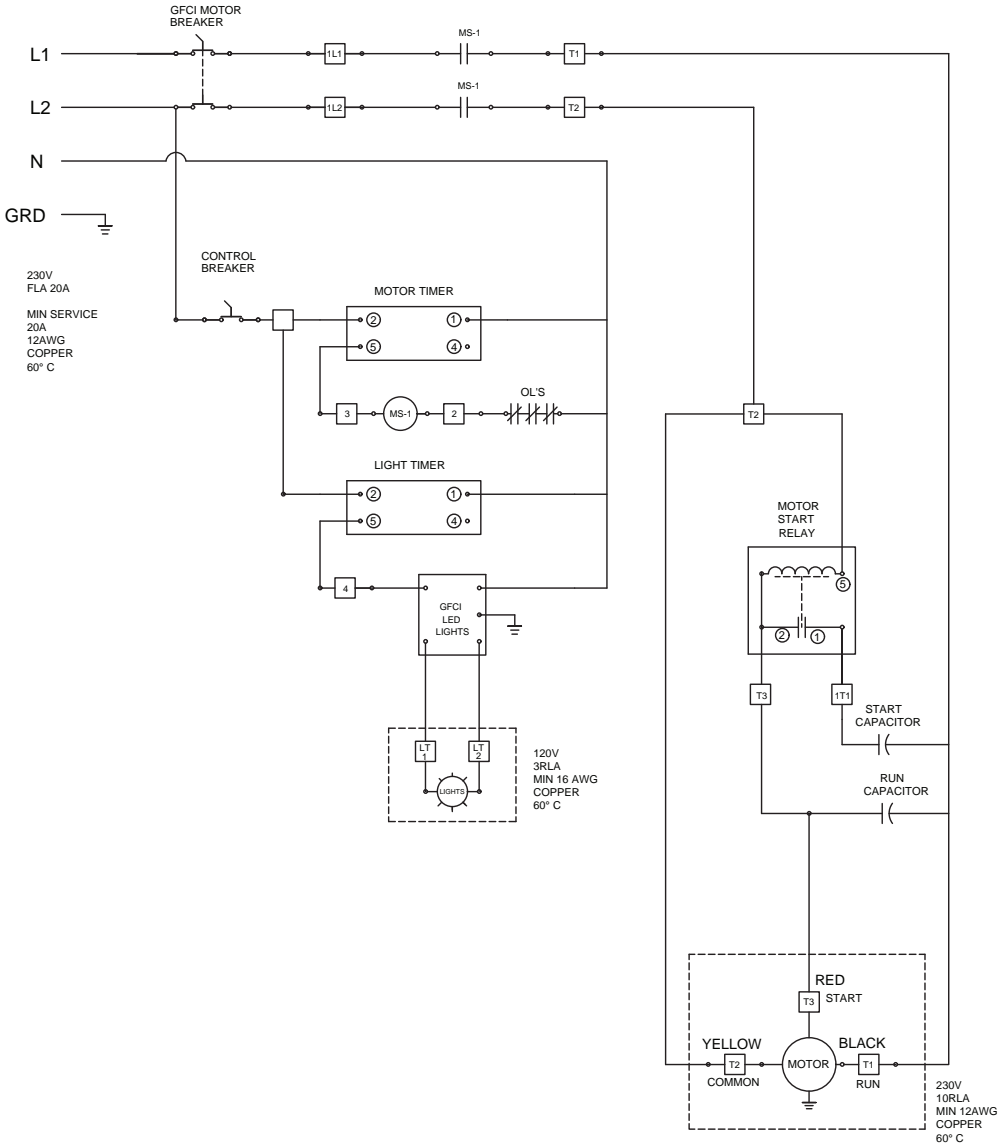 GFCI MOTOR
BREAKER
L1
1L1
MS-1
T1
L2
1L2
MS-1
T2
N
GRD
230V
FLA 20A
MIN SERVICE
20A
12AWG
COPPER
60° C
CONTROL
BREAKER
MOTOR TIMER
2
1
5
4
3
MS-1
2
OL'S
LIGHT TIMER
2
1
5
4
4
GFCI
LED
LIGHTS
LT
1
LT
2
LIGHTS
120V
3RLA
MIN 16 AWG
COPPER
60° C
T2
MOTOR
START
RELAY
5
2
1
T3
1T1
START
CAPACITOR
RUN
CAPACITOR
RED
T3
START
YELLOW
T2
COMMON
MOTOR
BLACK
T1
RUN
230V
10RLA
MIN 12AWG
COPPER
60° C